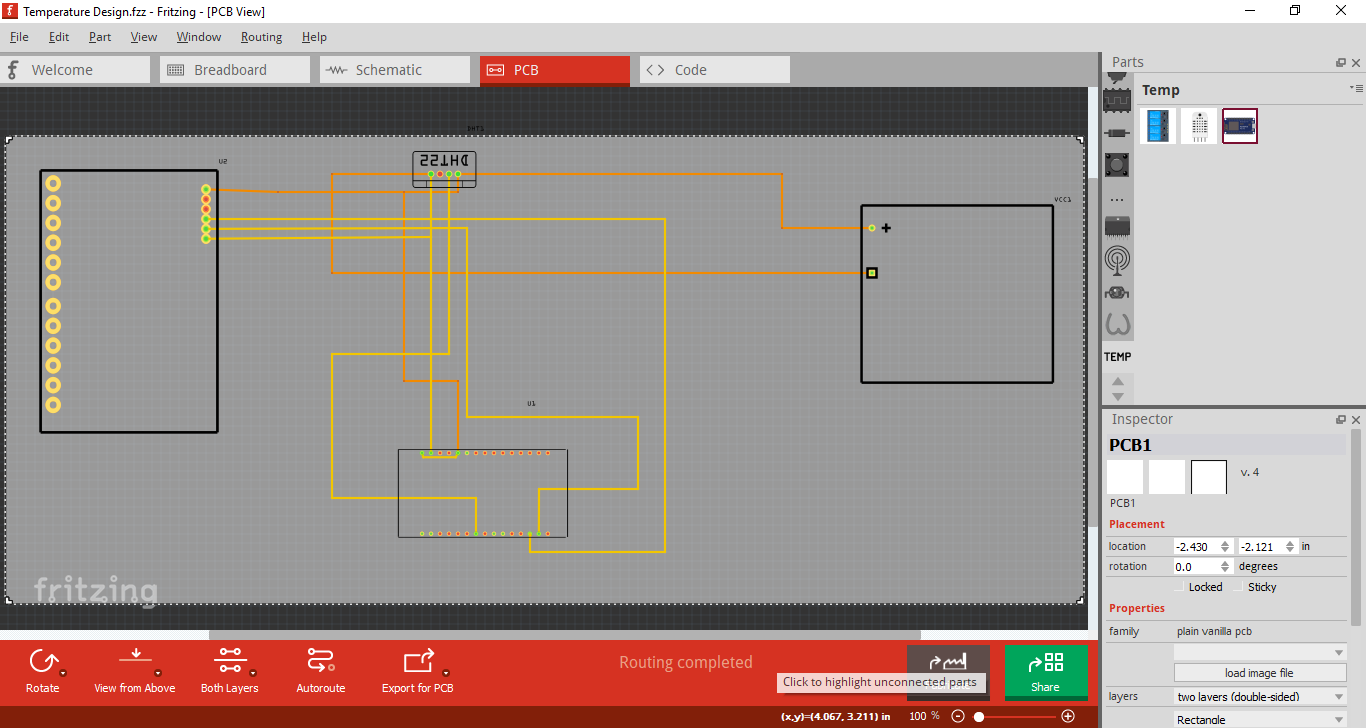 Temperature Design.fzz - Fritzing - [PCB View]
File Edit Part View Window Routing Help
Welcome Breadboard Schematic PCB Code
Parts
Temp
U2
DHT22
VCC1
+
TEMP
U1
fritzing
Inspector
PCB1
v. 4
PCB1
Placement
location -2.430 -2.121 in
rotation 0.0 degrees
Locked Sticky
Properties
family plain vanilla pcb
load image file
layers two layers (double-sided)
Rectangle
Routing completed
Click to highlight unconnected parts
Rotate View from Above Both Layers Autoroute Export for PCB Share
(x,y)=(4.067, 3.211) in 100 %